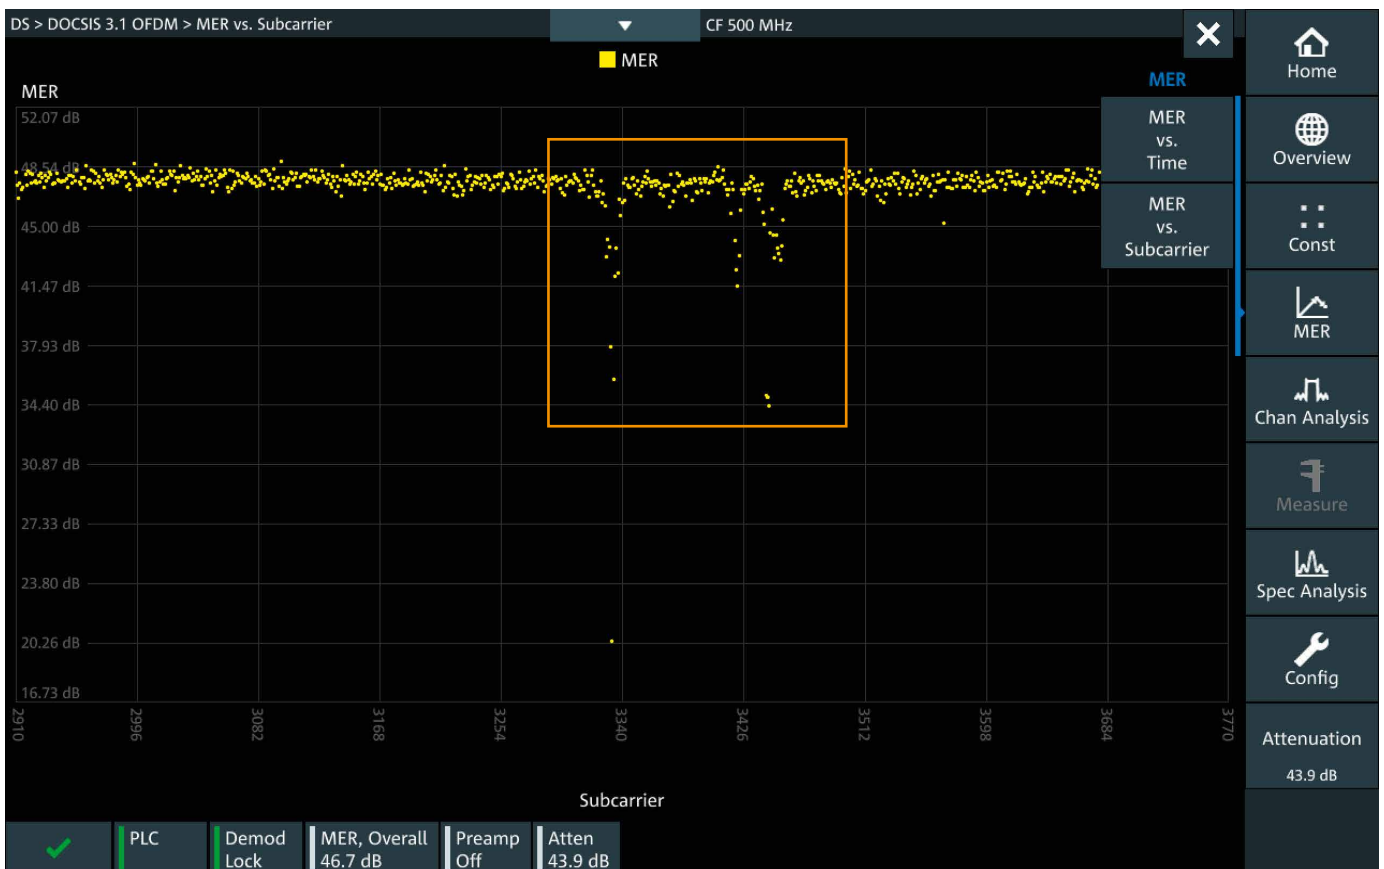 DS > DOCSIS 3.1 OFDM > MER vs. Subcarrier
CF 500 MHz
MER
MER
MER
52.07 dB
48.54 dB
45.00 dB
41.47 dB
37.93 dB
34.40 dB
30.87 dB
27.33 dB
23.80 dB
20.26 dB
16.73 dB
2910
2996
3082
3168
3254
3340
3426
3512
3598
3684
3770
Subcarrier
MER
vs.
Time
MER
vs.
Subcarrier
Home
Overview
Const
MER
Chan Analysis
Measure
Spec Analysis
Config
Attenuation
43.9 dB
PLC
Demod
Lock
MER, Overall
46.7 dB
Preamp
Off
Atten
43.9 dB